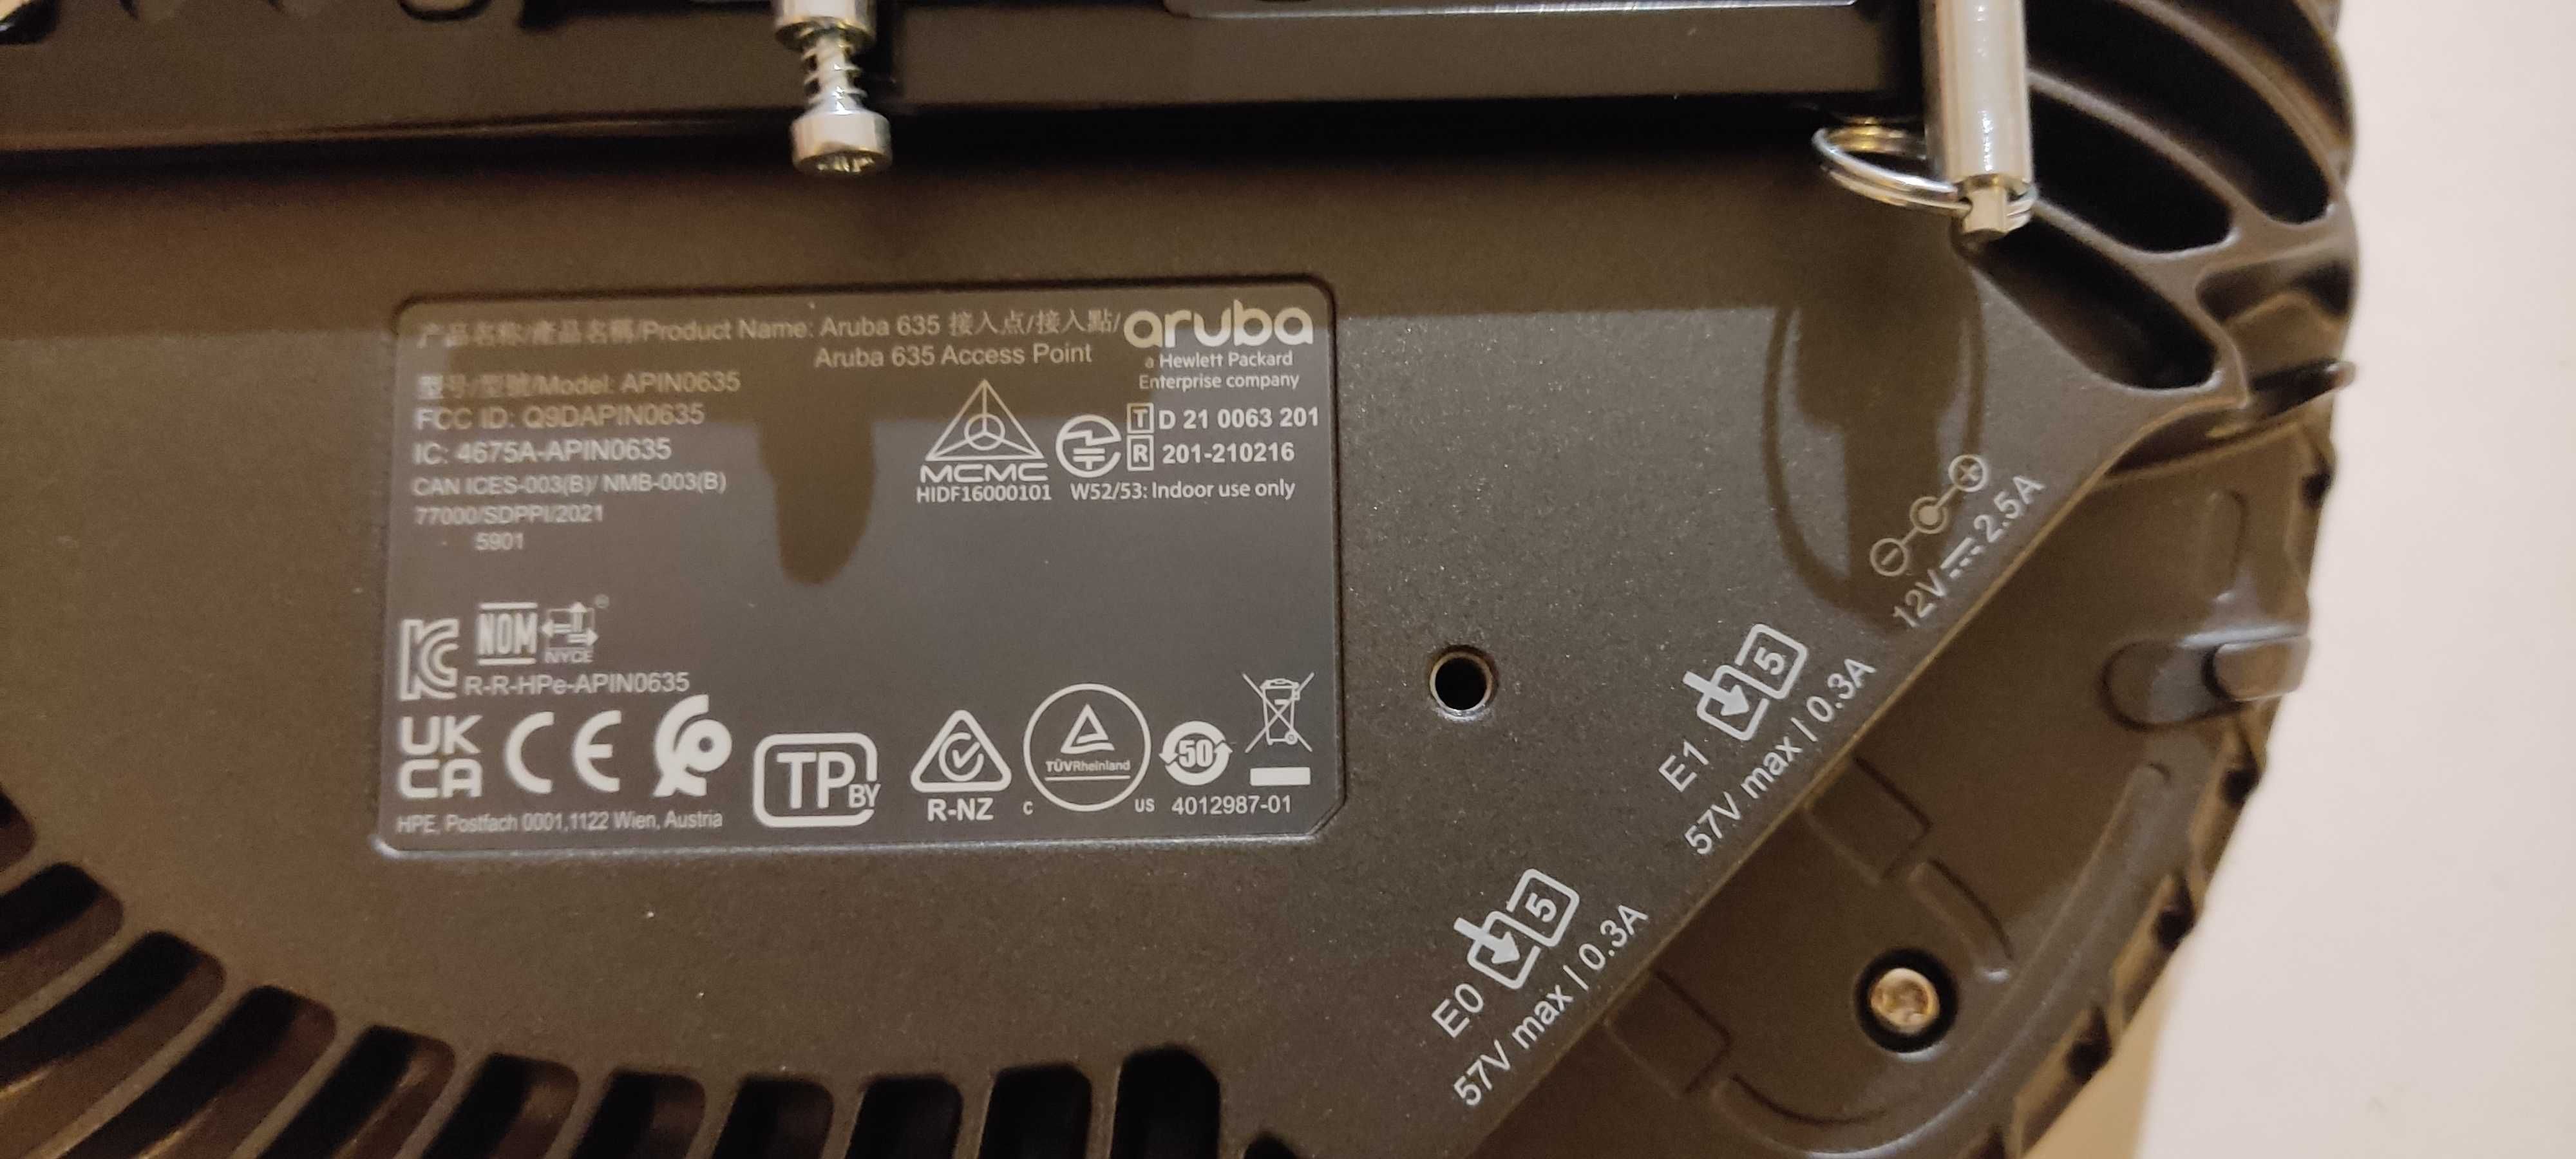 产品名称/產品名稱/Product Name: Aruba 635 接入点/接入點/
Aruba 635 Access Point
aruba
a Hewlett Packard
Enterprise company
型号/型號/Model: APIN0635
FCC ID: Q9DAPIN0635
IC: 4675A-APIN0635
CAN ICES-003(B)/ NMB-003(B)
77000/SDPPI/2021
5901
MCMC
HIDF16000101
T D 21 0063 201
R 201-210216
W52/53: Indoor use only
NOM
NYCE
R-R-HPe-APIN0635
UK
CA
CE
TP BY
R-NZ
TÜVRheinland
C US
50
4012987-01
HPE, Postfach 0001,1122 Wien, Austria
12V 2.5A
E1 5
57V max | 0.3A
E0 5
57V max | 0.3A